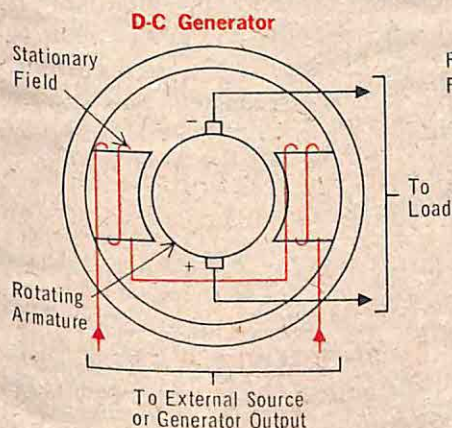 D-C Generator
Stationary
Field
F
F
−
To
Load
+
Rotating
Armature
To External Source
or Generator Output